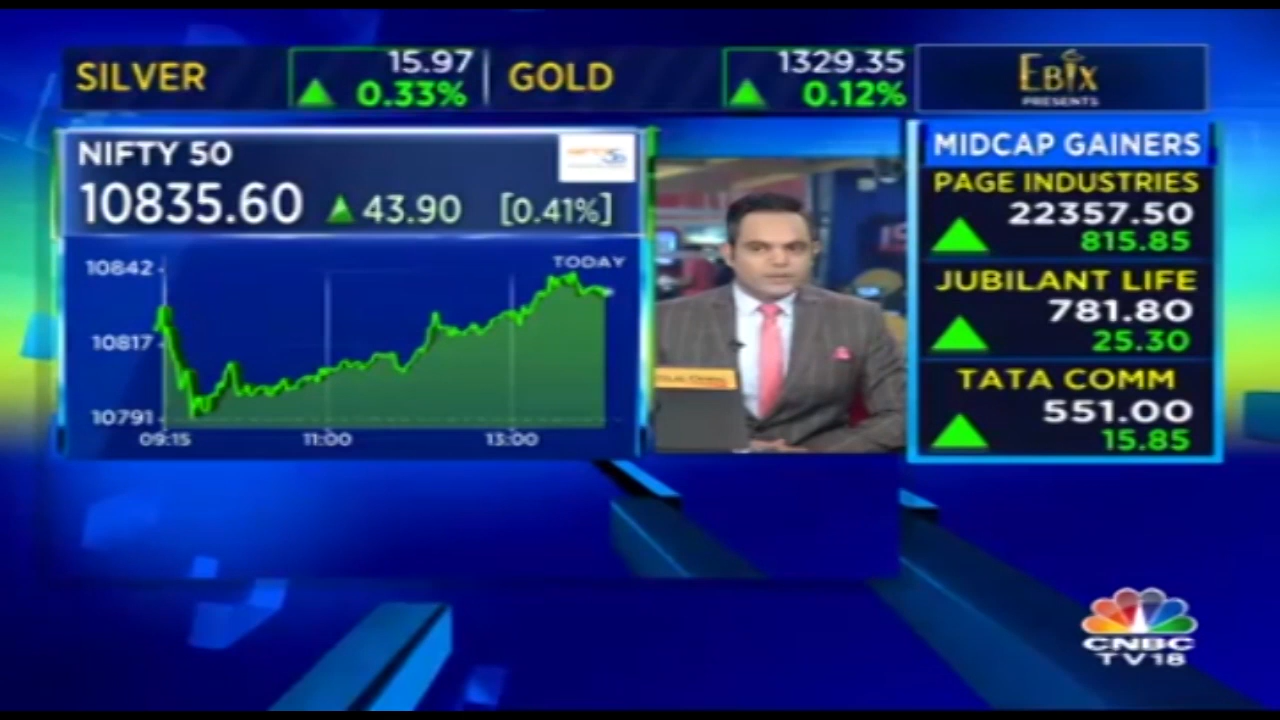 SILVER
15.97
0.33%
GOLD
1329.35
0.12%
EBIX
PRESENTS
NIFTY 50
10835.60 43.90 [0.41%]
TODAY
10842
10817
10791
09:15 11:00 13:00
MIDCAP GAINERS
PAGE INDUSTRIES
22357.50
815.85
JUBILANT LIFE
781.80
25.30
TATA COMM
551.00
15.85
CNBC
TV18